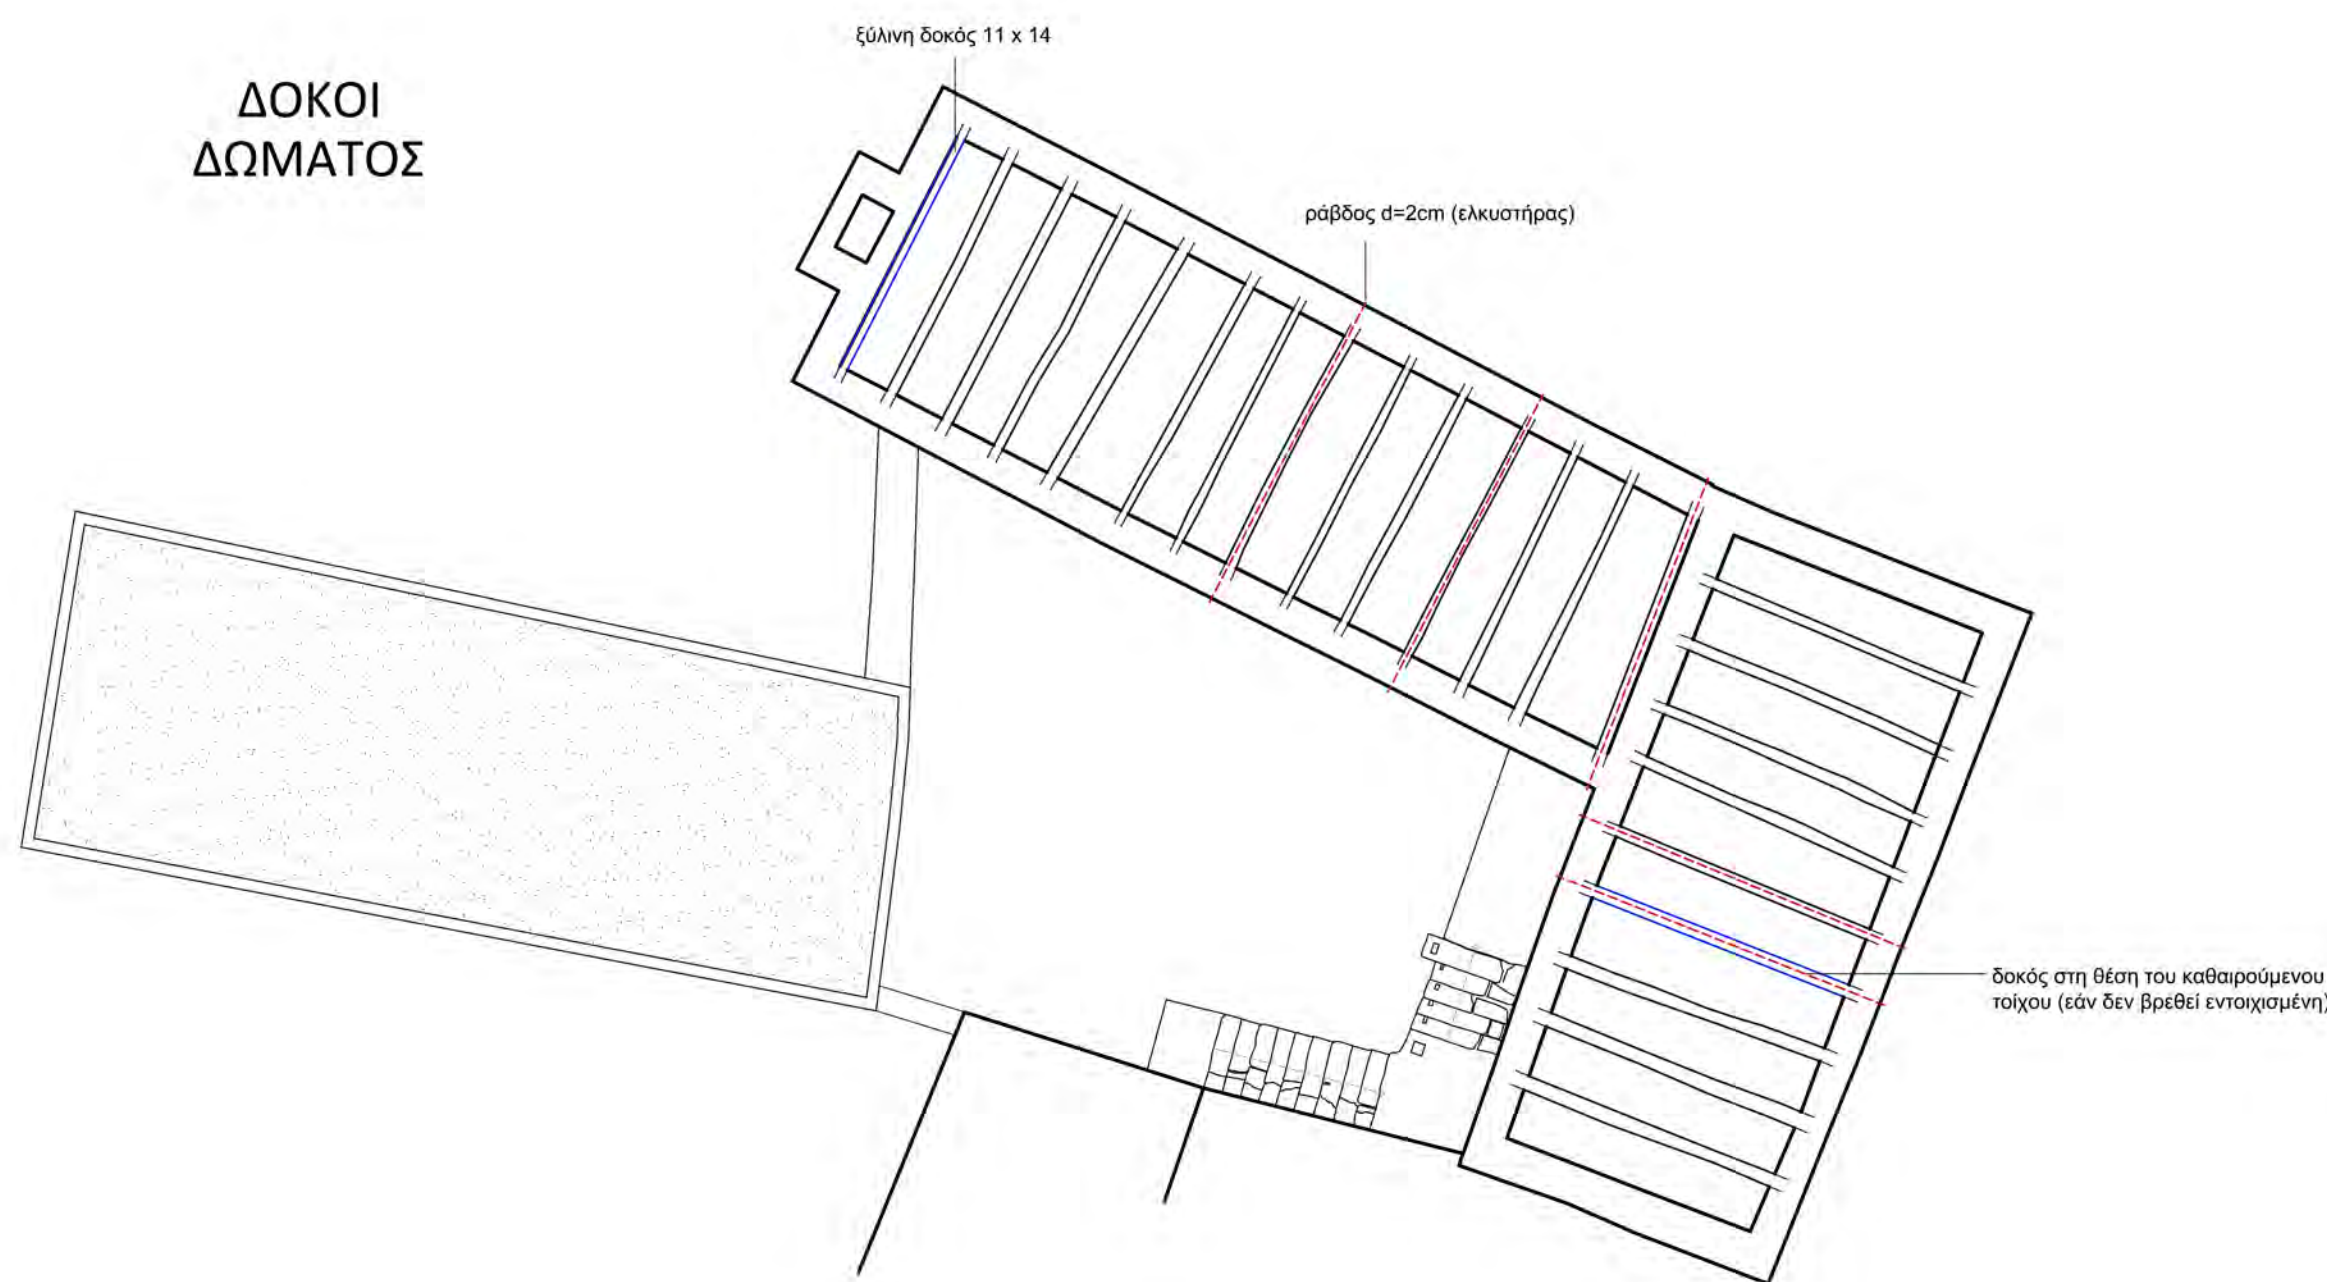 ξύλινη δοκός 11 x 14
ΔΟΚΟΙ
ΔΩΜΑΤΟΣ
ράβδος d=2cm (ελκυστήρας)
δοκός στη θέση του καθαιρούμενου
τοίχου (εάν δεν βρεθεί εντοιχισμένη)